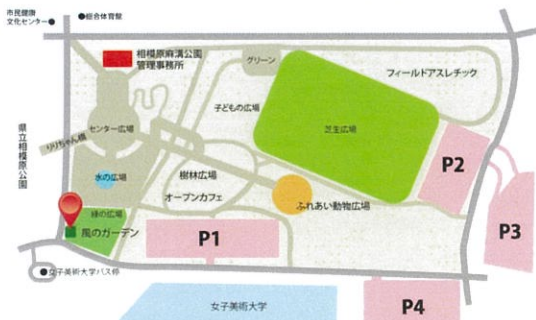 市民健康
文化センター●
●総合体育館
相模原麻溝公園
管理事務所
グリーン
フィールドアスレチック
子どもの広場
芝生広場
県立相模原公園
センター広場
りりちゃん橋
水の広場
樹林広場
オープンカフェ
ふれあい動物広場
P2
P3
緑の広場
風のガーデン
P1
●女子美術大学バス停
女子美術大学
P4